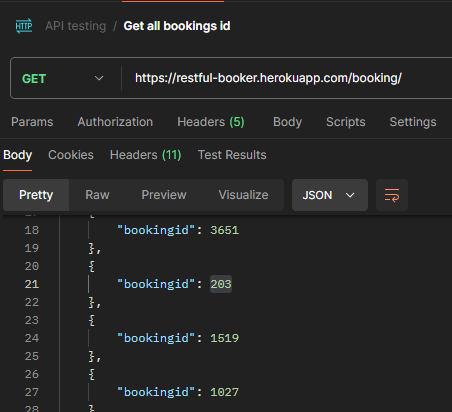 HTTP API testing / Get all bookings id
GET https://restful-booker.herokuapp.com/booking/
Params Authorization Headers (5) Body Scripts Settings
Body Cookies Headers (11) Test Results
Pretty Raw Preview Visualize JSON
{
18 "bookingid": 3651
19 },
20 {
21 "bookingid": 203
22 },
23 {
24 "bookingid": 1519
25 },
26 {
27 "bookingid": 1027
28 }